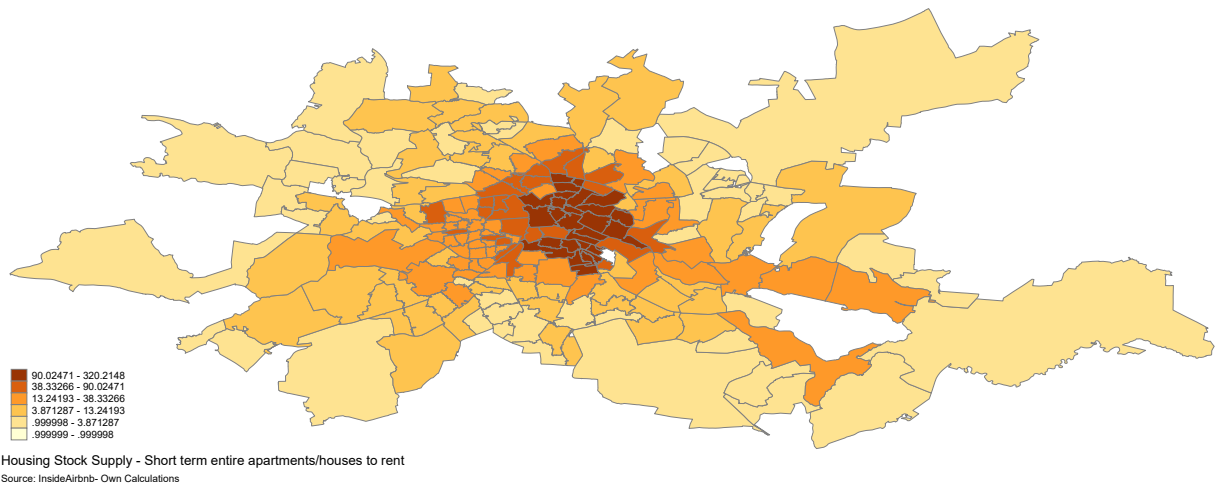 90.02471 - 320.2148
38.33266 - 90.02471
13.24193 - 38.33266
3.871287 - 13.24193
.999998 - 3.871287
.999999 - .999998
Housing Stock Supply - Short term entire apartments/houses to rent
Source: InsideAirbnb- Own Calculations